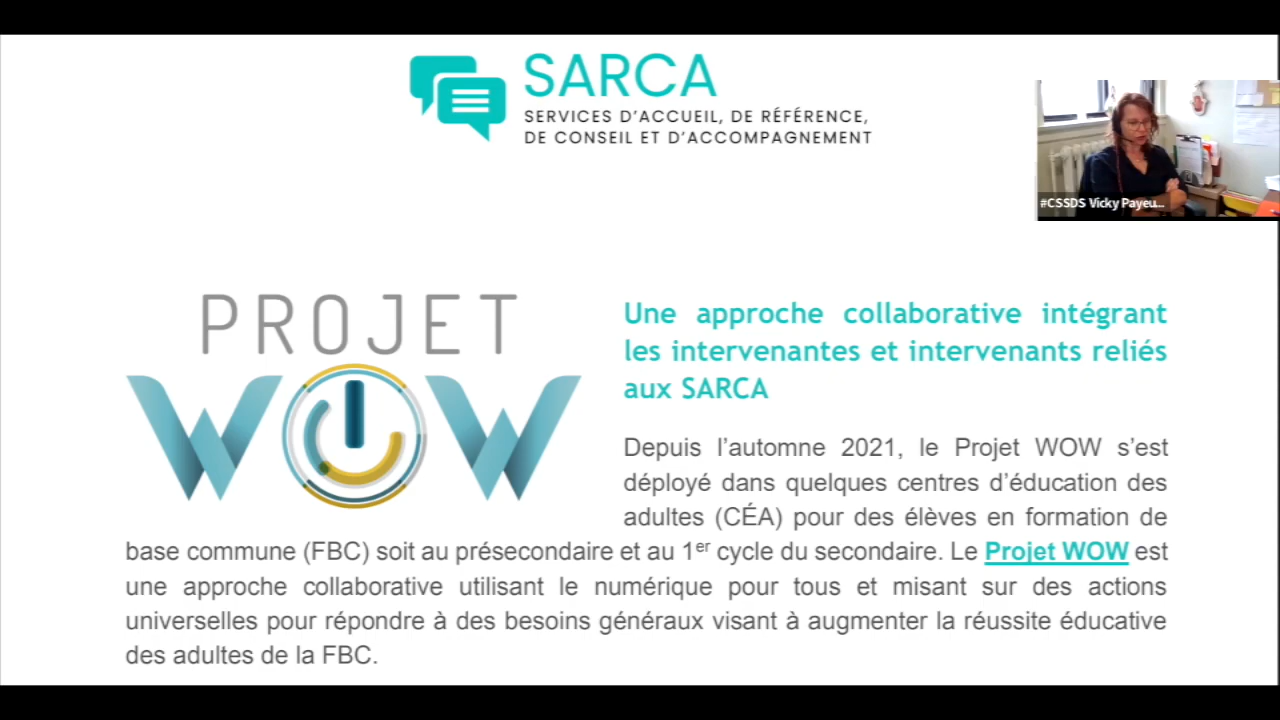 SARCA
SERVICES D'ACCUEIL, DE RÉFÉRENCE,
DE CONSEIL ET D'ACCOMPAGNEMENT
#CSSDS Vicky Payeu...
PROJET
WOW
Une approche collaborative intégrant
les intervenantes et intervenants reliés
aux SARCA
Depuis l'automne 2021, le Projet WOW s'est
déployé dans quelques centres d'éducation des
adultes (CÉA) pour des élèves en formation de
base commune (FBC) soit au présecondaire et au 1er cycle du secondaire. Le Projet WOW est
une approche collaborative utilisant le numérique pour tous et misant sur des actions
universelles pour répondre à des besoins généraux visant à augmenter la réussite éducative
des adultes de la FBC.